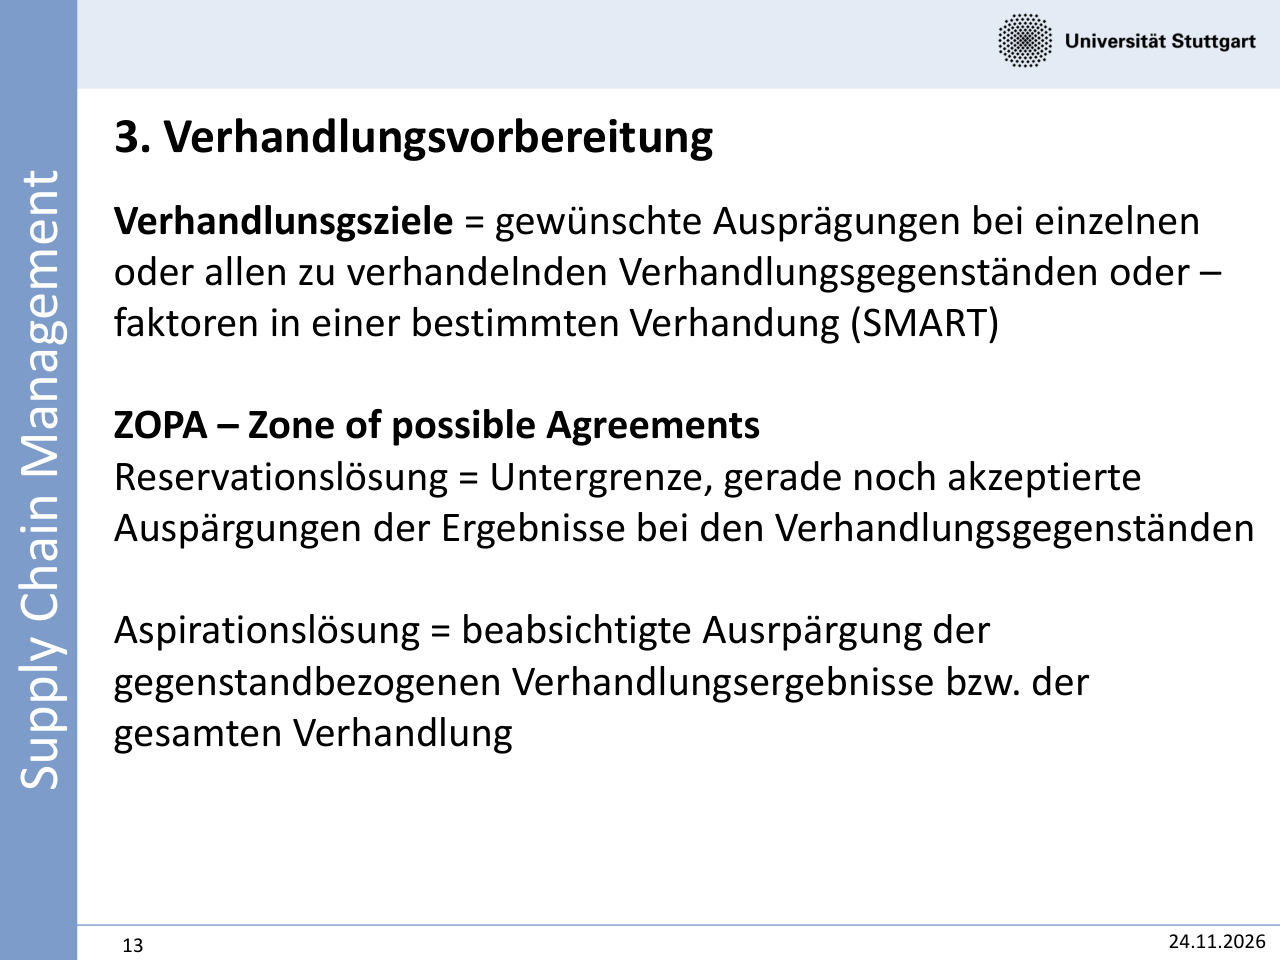 Universität Stuttgart
Supply Chain Management
3. Verhandlungsvorbereitung
Verhandlunsgsziele = gewünschte Ausprägungen bei einzelnen
oder allen zu verhandelnden Verhandlungsgegenständen oder –
faktoren in einer bestimmten Verhandung (SMART)
ZOPA – Zone of possible Agreements
Reservationslösung = Untergrenze, gerade noch akzeptierte
Auspärgungen der Ergebnisse bei den Verhandlungsgegenständen
Aspirationslösung = beabsichtigte Ausrpärgung der
gegenstandbezogenen Verhandlungsergebnisse bzw. der
gesamten Verhandlung
13
24.11.2026